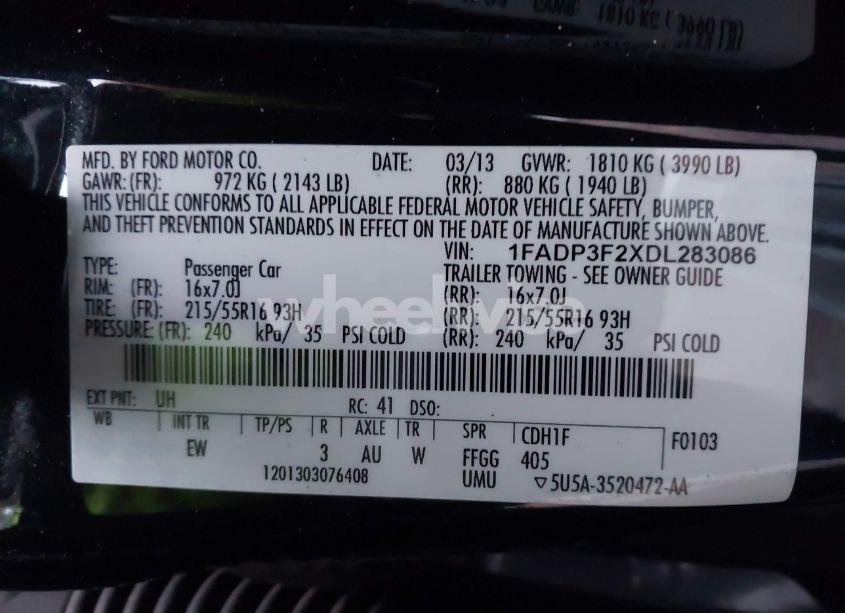 GAWR: 1810 KG ( 3990 LB)
MFD. BY FORD MOTOR CO. DATE: 03/13 GVWR: 1810 KG ( 3990 LB)
GAWR: (FR): 972 KG ( 2143 LB) (RR): 880 KG ( 1940 LB)
THIS VEHICLE CONFORMS TO ALL APPLICABLE FEDERAL MOTOR VEHICLE SAFETY, BUMPER,
AND THEFT PREVENTION STANDARDS IN EFFECT ON THE DATE OF MANUFACTURE SHOWN ABOVE.
VIN: 1FADP3F2XDL283086
TYPE: Passenger Car TRAILER TOWING - SEE OWNER GUIDE
RIM: (FR): 16x7.0J (RR): 16x7.0J
TIRE: (FR): 215/55R16 93H (RR): 215/55R16 93H
PRESSURE: (FR): 240 kPa/ 35 PSI COLD (RR): 240 kPa/ 35 PSI COLD
EXT PNT: UH RC: 41 DSO:
WB INT TR TP/PS R AXLE TR SPR CDH1F F0103
EW 3 AU W FFGG 405
1201303076408 UMU ▽5U5A-3520472-AA